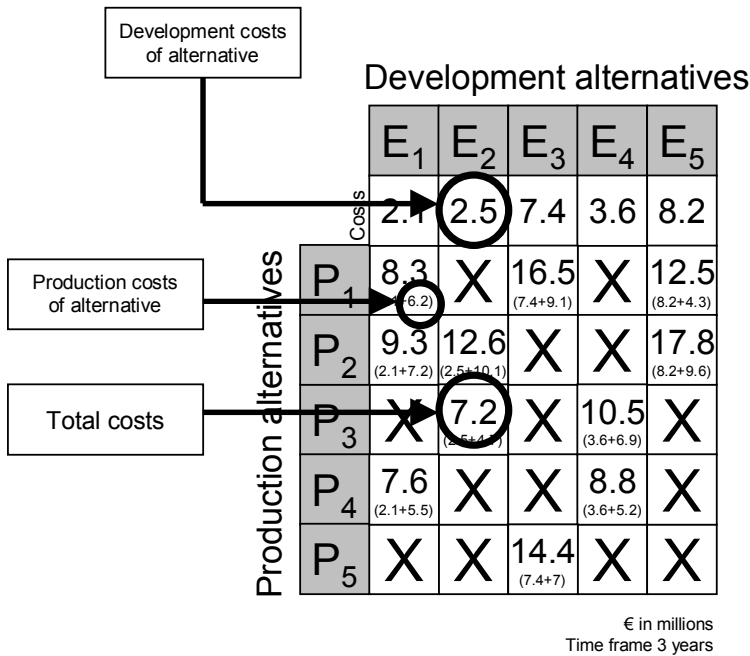 Development costs
of alternative
Development alternatives
E1 E2 E3 E4 E5
Costs 2.1 2.5 7.4 3.6 8.2
Production costs
of alternative
Total costs
Production alternatives
P1 8.3 X 16.5 X 12.5
+6.2) (7.4+9.1) (8.2+4.3)
P2 9.3 12.6 X X 17.8
(2.1+7.2) (2.5+10.1) (8.2+9.6)
P3 X 7.2 X 10.5 X
(3.6+6.9)
P4 7.6 X X 8.8 X
(2.1+5.5) (3.6+5.2)
P5 X X 14.4 X X
(7.4+7)
€ in millions
Time frame 3 years